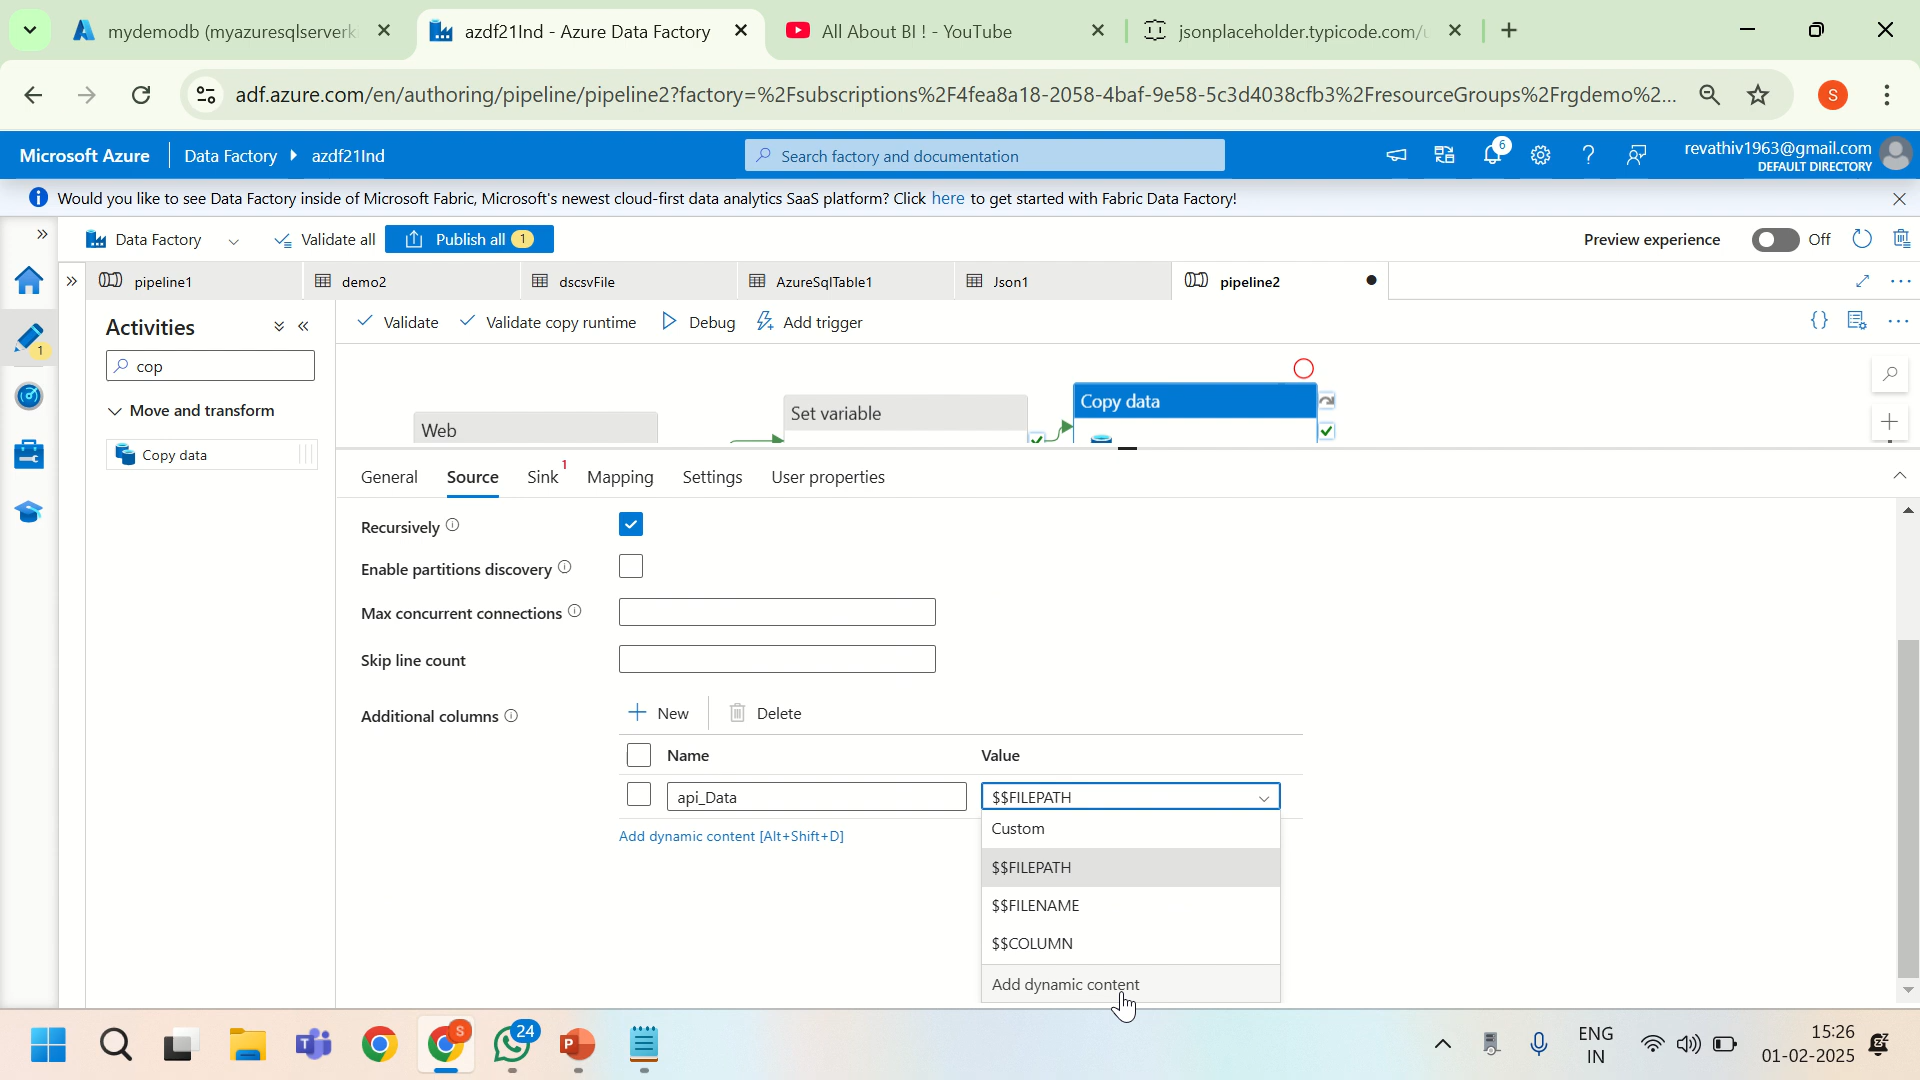 mydemodb (myazuresqlserverk
azdf21Ind - Azure Data Factory
All About BI ! - YouTube
jsonplaceholder.typicode.com/u
adf.azure.com/en/authoring/pipeline/pipeline2?factory=%2Fsubscriptions%2F4fea8a18-2058-4baf-9e58-5c3d4038cfb3%2FresourceGroups%2Frgdemo%2...
S
Microsoft Azure
Data Factory
azdf21Ind
Search factory and documentation
6
revathiv1963@gmail.com
DEFAULT DIRECTORY
Would you like to see Data Factory inside of Microsoft Fabric, Microsoft's newest cloud-first data analytics SaaS platform? Click here to get started with Fabric Data Factory!
Data Factory
Validate all
Publish all 1
Preview experience
Off
pipeline1
demo2
dscsvFile
AzureSqlTable1
Json1
pipeline2
1
Activities
Validate
Validate copy runtime
Debug
Add trigger
cop
Move and transform
Copy data
Web
Set variable
Copy data
General
Source
Sink 1
Mapping
Settings
User properties
Recursively
Enable partitions discovery
Max concurrent connections
Skip line count
Additional columns
New
Delete
Name
Value
api_Data
$$FILEPATH
Add dynamic content [Alt+Shift+D]
Custom
$$FILEPATH
$$FILENAME
$$COLUMN
Add dynamic content
S
24
P
ENG
IN
15:26
01-02-2025